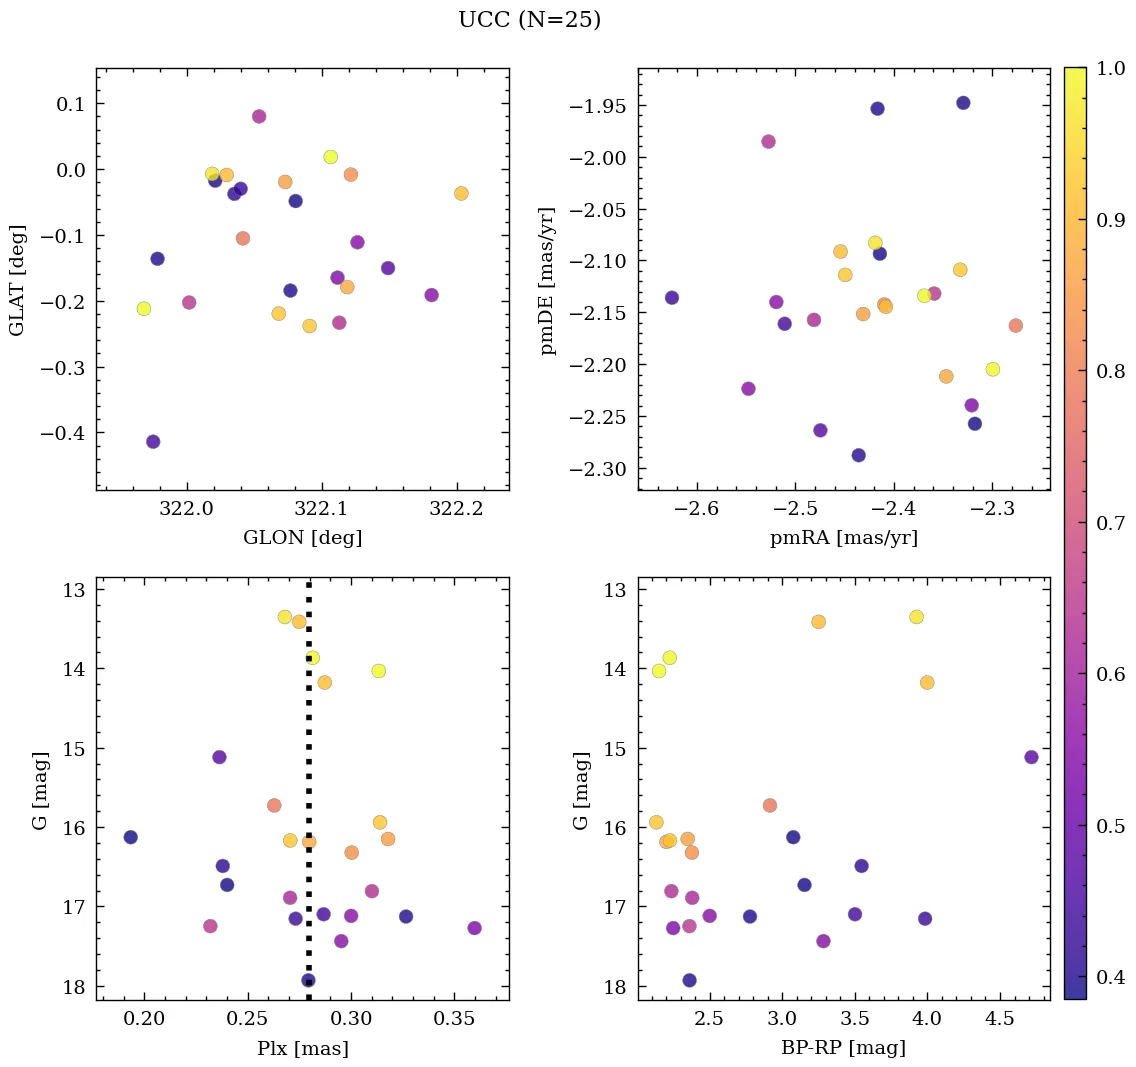 UCC (N=25)
0.1
0.0
−0.1
−0.2
−0.3
−0.4
GLAT [deg]
322.0 322.1 322.2
GLON [deg]
−1.95
−2.00
−2.05
−2.10
−2.15
−2.20
−2.25
−2.30
pmDE [mas/yr]
−2.6 −2.5 −2.4 −2.3
pmRA [mas/yr]
13
14
15
16
17
18
G [mag]
0.20 0.25 0.30 0.35
Plx [mas]
13
14
15
16
17
18
G [mag]
2.5 3.0 3.5 4.0 4.5
BP-RP [mag]
1.0
0.9
0.8
0.7
0.6
0.5
0.4